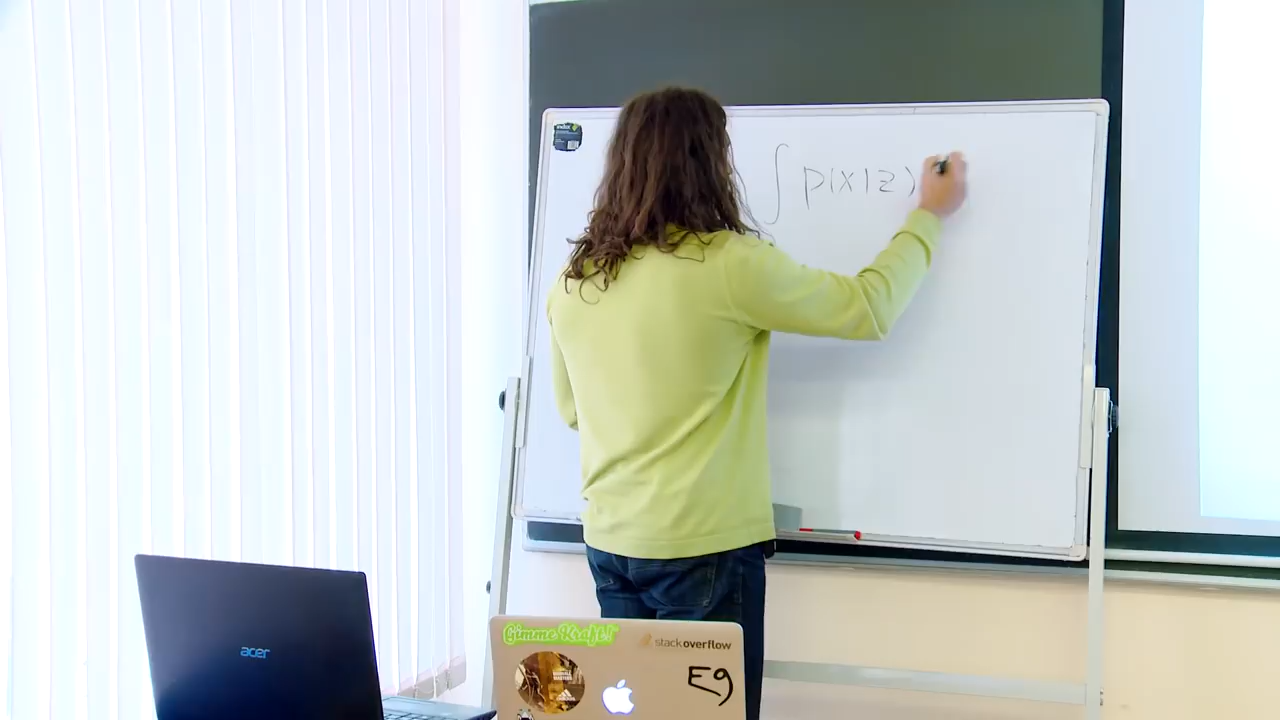 ∫ p(x|z)
acer
Gimme Kraft!
stackoverflow
E9